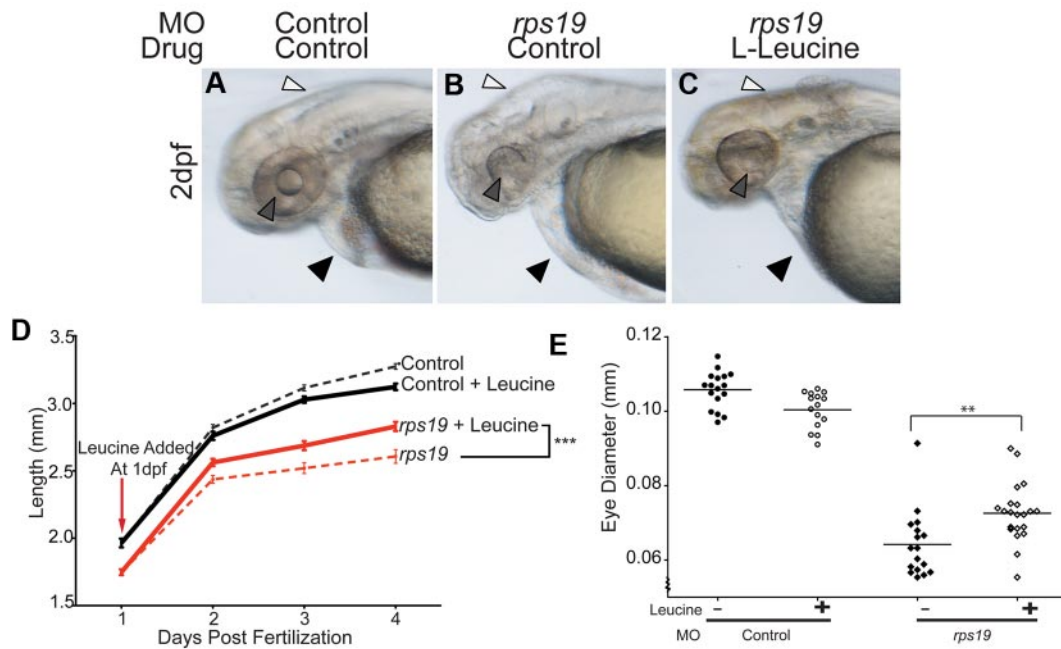 MO Control rps19 rps19
Drug Control Control L-Leucine
A B C
2dpf
D
3.5
3.0
2.5
2.0
1.5
Length (mm)
Leucine Added
At 1dpf
Control
Control + Leucine
rps19 + Leucine
rps19
***
1 2 3 4
Days Post Fertilization
E
0.12
0.10
0.08
0.06
Eye Diameter (mm)
**
Leucine − + − +
MO Control rps19